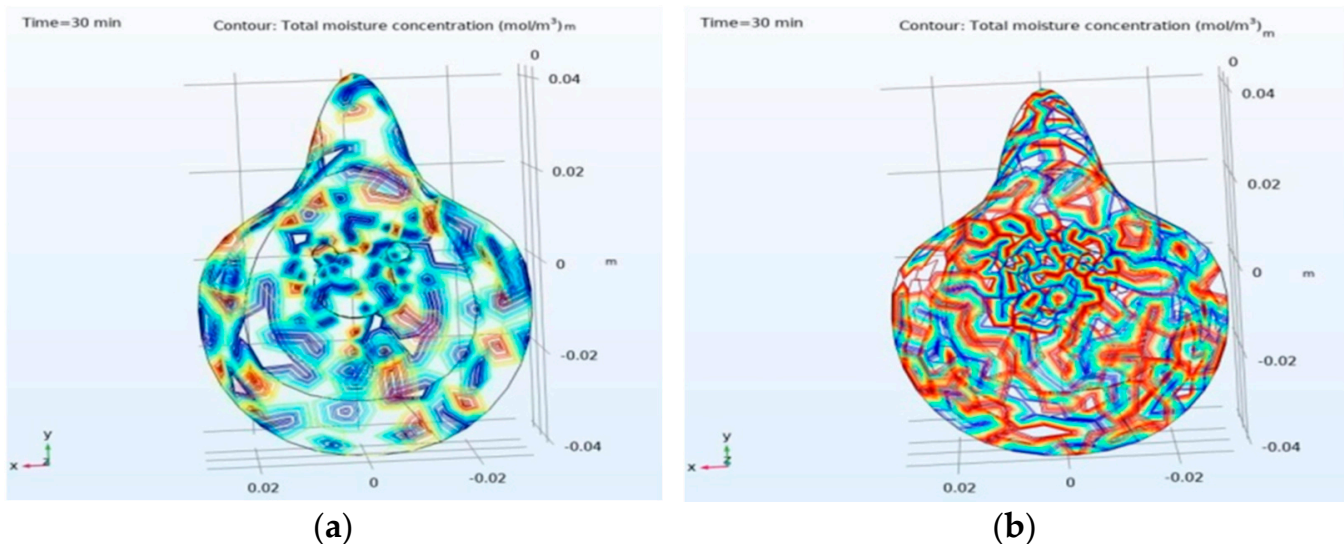 Time=30 min
Contour: Total moisture concentration (mol/m³) m
0
0.04
0.02
0
m
-0.02
-0.04
0.02
0
-0.02
y
x
z
(a)
Time=30 min
Contour: Total moisture concentration (mol/m³) m
0
0.04
0.02
0
m
-0.02
-0.04
0.02
0
-0.02
y
x
z
(b)